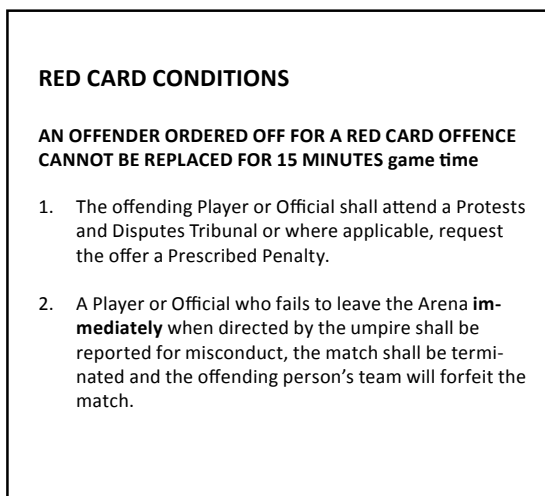 RED CARD CONDITIONS
AN OFFENDER ORDERED OFF FOR A RED CARD OFFENCE
CANNOT BE REPLACED FOR 15 MINUTES game time
1. The offending Player or Official shall attend a Protests
and Disputes Tribunal or where applicable, request
the offer a Prescribed Penalty.
2. A Player or Official who fails to leave the Arena im-
mediately when directed by the umpire shall be
reported for misconduct, the match shall be termi-
nated and the offending person’s team will forfeit the
match.